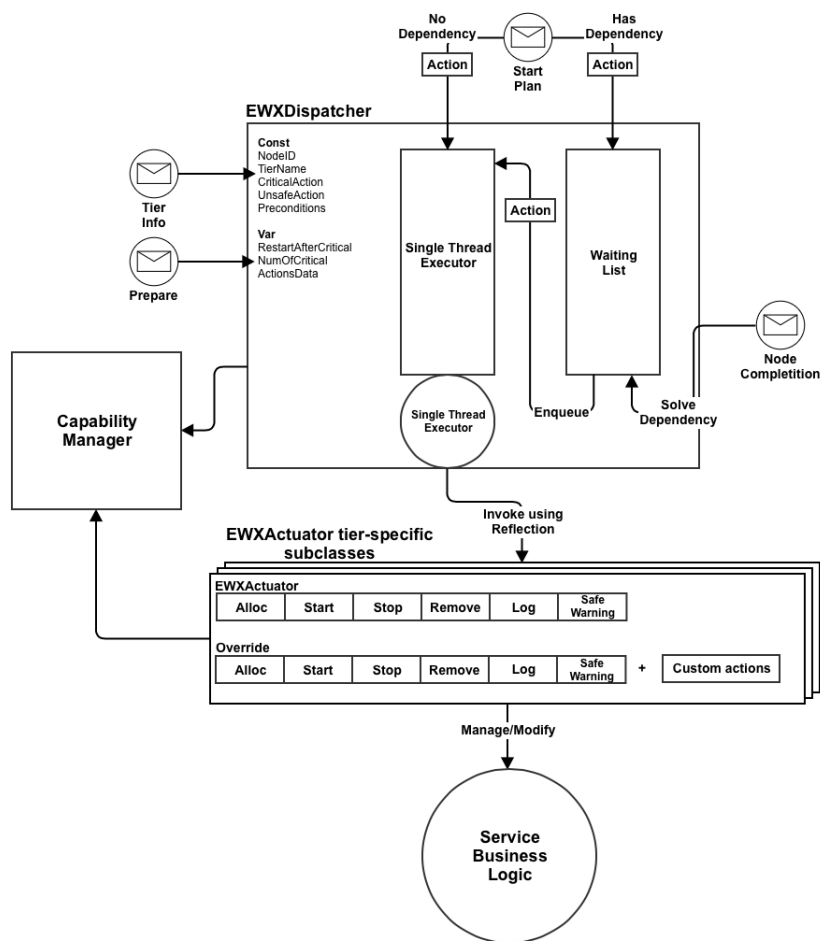 No
Dependency
Has
Dependency
Action
Start
Plan
Action
EWXDispatcher
Const
NodeID
TierName
CriticalAction
UnsafeAction
Preconditions
Tier
Info
Action
Var
RestartAfterCritical
NumOfCritical
ActionsData
Single Thread
Executor
Waiting
List
Prepare
Node
Completition
Capability
Manager
Single Thread
Executor
Enqueue
Solve
Dependency
Invoke using
Reflection
EWXActuator tier-specific
subclasses
EWXActuator
Alloc Start Stop Remove Log Safe Warning
Override
Alloc Start Stop Remove Log Safe Warning + Custom actions
Manage/Modify
Service
Business
Logic